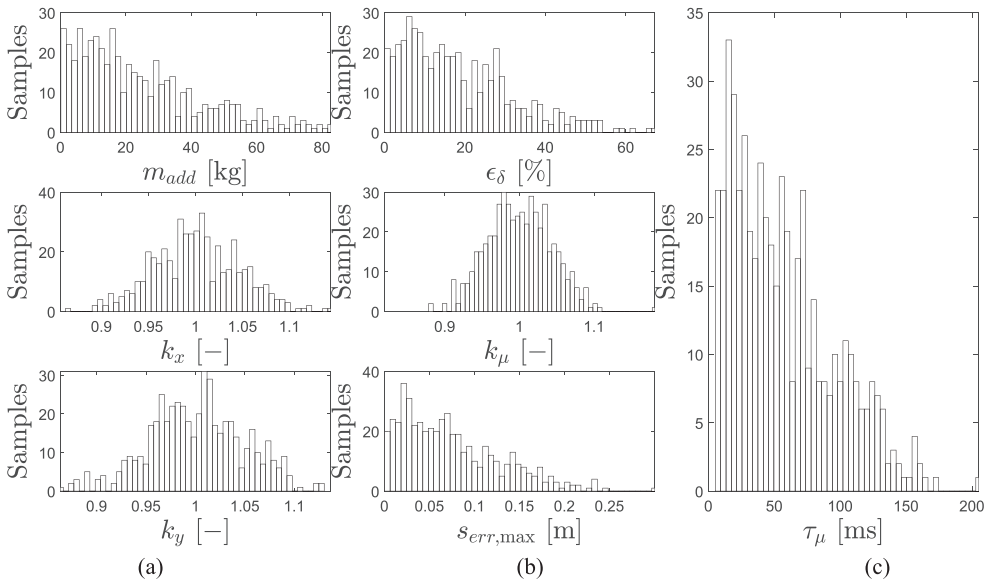 30
20
10
0
Samples
0 20 40 60 80
m_add [kg]
40
20
0
Samples
0.9 0.95 1 1.05 1.1
k_x [−]
30
20
10
0
Samples
0.9 0.95 1 1.05 1.1
k_y [−]
(a)
30
20
10
0
Samples
0 20 40 60
ϵ_δ [%]
30
20
10
0
Samples
0.9 1 1.1
k_μ [−]
40
20
0
Samples
0 0.05 0.1 0.15 0.2 0.25
s_err,max [m]
(b)
35
30
25
20
15
10
5
0
Samples
0 50 100 150 200
τ_μ [ms]
(c)